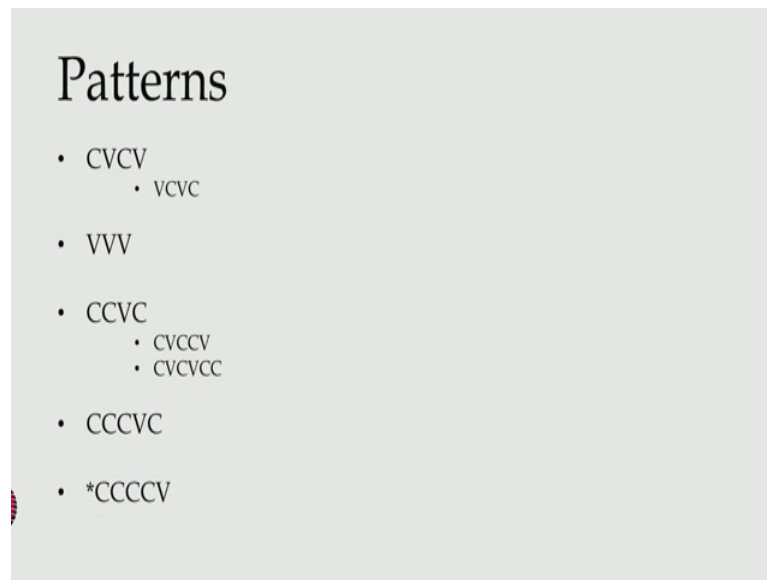 Patterns
• CVCV
• VCVC
• VVV
• CCVC
• CVCCV
• CVCVCC
• CCCVC
• *CCCCV